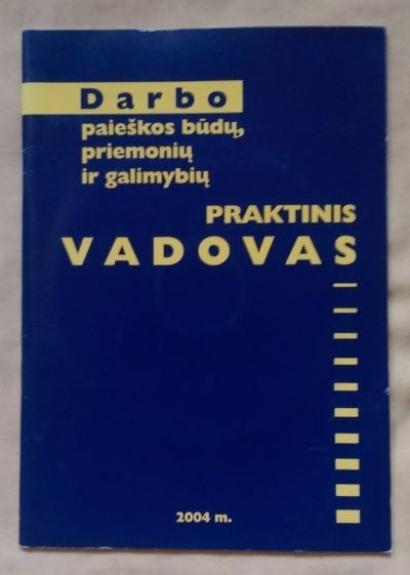 Darbo
paieškos būdų,
priemonių
ir galimybių
PRAKTINIS
VADOVAS
2004 m.